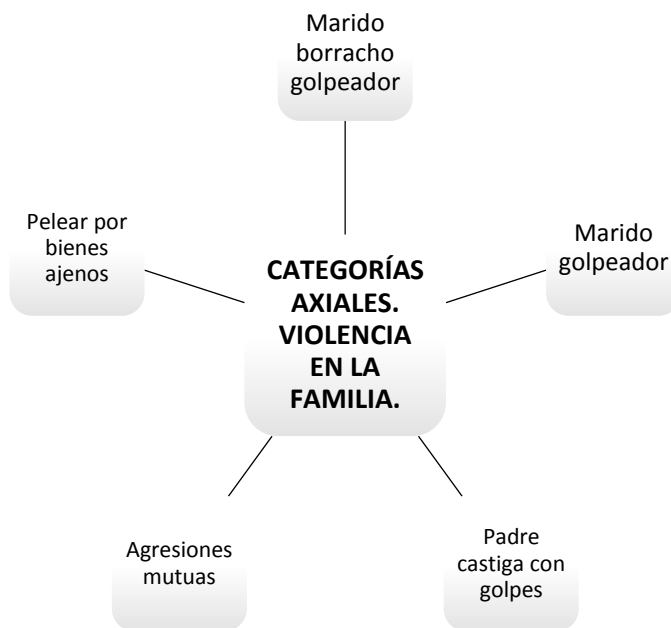 Marido
borracho
golpeador
Pelear por
bienes
ajenos
Marido
golpeador
CATEGORÍAS
AXIALES.
VIOLENCIA
EN LA
FAMILIA.
Agresiones
mutuas
Padre
castiga con
golpes